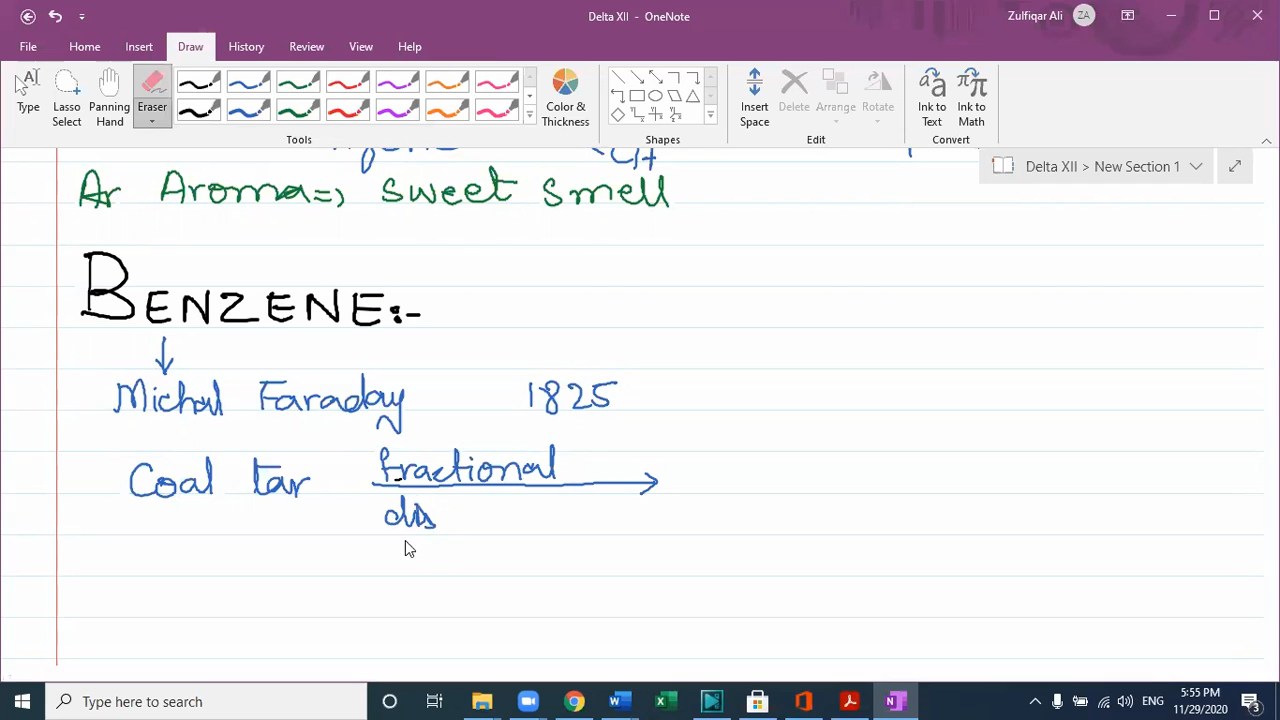 Delta XII - OneNote
Zulfiqar Ali ZA
File Home Insert Draw History Review View Help
Type Lasso Select Panning Hand Eraser Color & Thickness Insert Space Delete Arrange Rotate Ink to Text Ink to Math
Tools Shapes Edit Convert
Delta XII > New Section 1
Ar Aroma=> sweet smell
BENZENE:-
Michal Faraday 1825
Coal tar fractional
dis
Type here to search
ENG 5:55 PM
11/29/2020 3